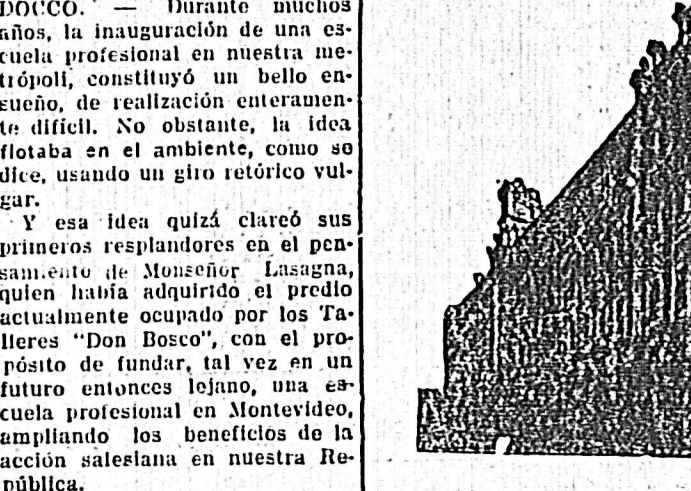 DOCCO. — Durante muchos
años, la inauguración de una es-
cuela profesional en nuestra me-
trópoli, constituyó un bello en-
sueño, de realización enteramen-
te difícil. No obstante, la idea
flotaba en el ambiente, como se
dice, usando un giro retórico vul-
gar.
Y esa idea quizá clareó sus
primeros resplandores en el pen-
samiento de Monseñor Lasagna,
quien había adquirido el predio
actualmente ocupado por los Ta-
lleres "Don Bosco", con el pro-
pósito de fundar, tal vez en un
futuro entonces lejano, una es-
cuela profesional en Montevideo,
ampliando los beneficios de la
acción salesiana en nuestra Re-
pública.